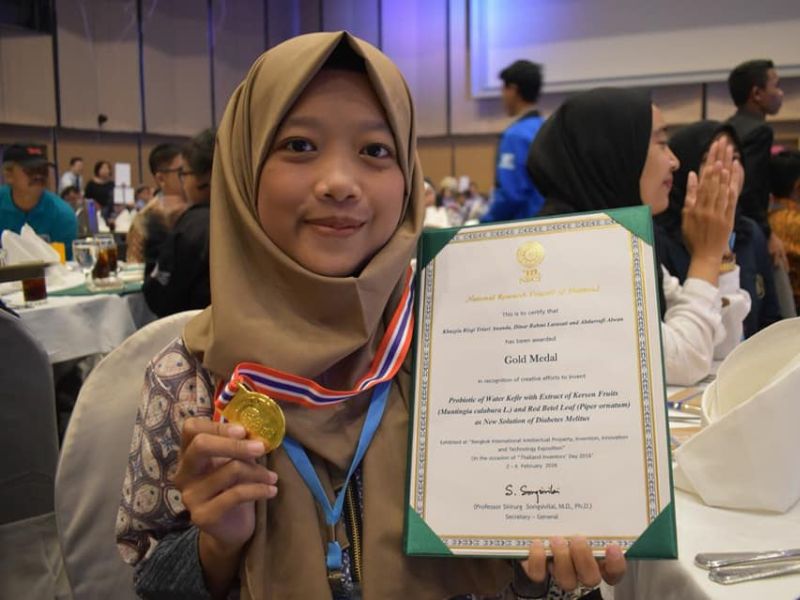 NRCT
National Research Council of Thailand
This is to certify that
Khusyia Rizqi Triari Ananda, Dinar Rahma Larasati and Abdurrafi Alwan
has been awarded
Gold Medal
in recognition of creative efforts to invent
Probiotic of Water Kefir with Extract of Kersen Fruits
(Muntingia calabura L.) and Red Betel Leaf (Piper ornatum)
as New Solution of Diabetes Melitus
Exhibited at "Bangkok International Intellectual Property, Invention, Innovation
and Technology Exposition"
On the occasion of "Thailand Inventors' Day 2018"
2-6 February 2018
S. Songsivilai
(Professor Sirirurg Songsivilai, M.D., Ph.D.)
Secretary - General